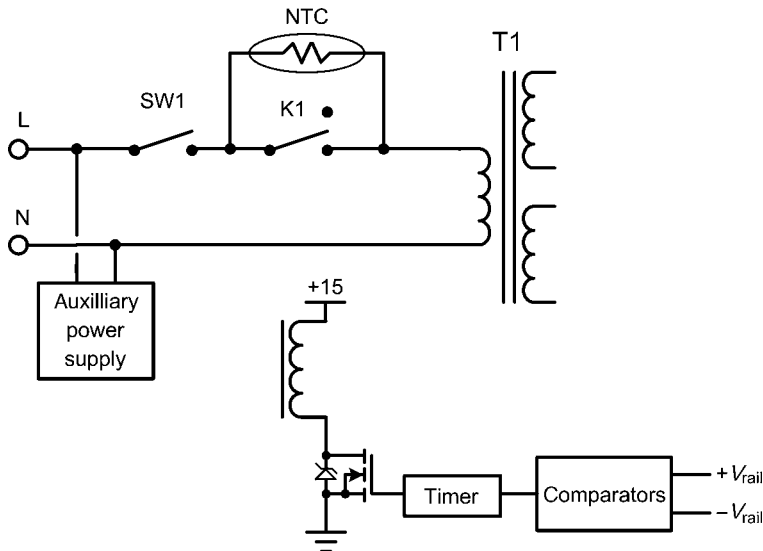 NTC
T1
SW1
K1
L
N
Auxilliary
power
supply
+15
Timer
Comparators
+Vrail
−Vrail